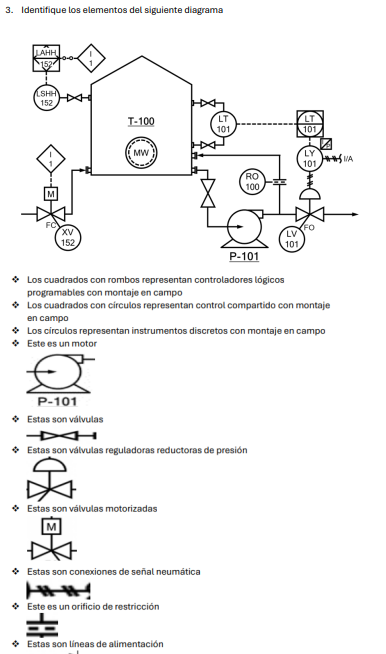 3. Identifique los elementos del siguiente diagrama
LAHH
152
I
1
LSHH
152
T-100
MW
LT
101
LT
101
I
1
LY
101
I/A
M
RO
100
FC
XV
152
P-101
LV
101
FO
❖ Los cuadrados con rombos representan controladores lógicos
programables con montaje en campo
❖ Los cuadrados con círculos representan control compartido con montaje
en campo
❖ Los círculos representan instrumentos discretos con montaje en campo
❖ Este es un motor
P-101
❖ Estas son válvulas
❖ Estas son válvulas reguladoras reductoras de presión
❖ Estas son válvulas motorizadas
M
❖ Estas son conexiones de señal neumática
❖ Este es un orificio de restricción
❖ Estas son líneas de alimentación